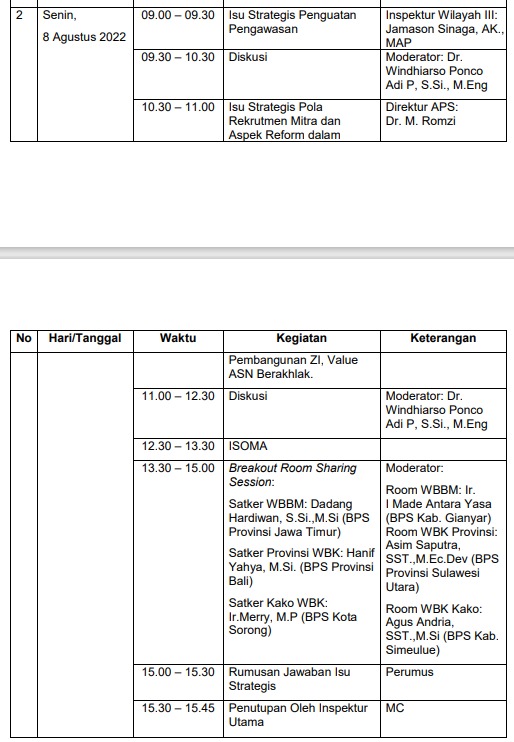 2
Senin,
8 Agustus 2022
09.00 – 09.30
Isu Strategis Penguatan
Pengawasan
Inspektur Wilayah III:
Jamason Sinaga, AK.,
MAP
09.30 – 10.30
Diskusi
Moderator: Dr.
Windhiarso Ponco
Adi P, S.Si., M.Eng
10.30 – 11.00
Isu Strategis Pola
Rekrutmen Mitra dan
Aspek Reform dalam
Direktur APS:
Dr. M. Romzi
No
Hari/Tanggal
Waktu
Kegiatan
Keterangan
Pembangunan ZI, Value
ASN Berakhlak.
11.00 – 12.30
Diskusi
Moderator: Dr.
Windhiarso Ponco
Adi P, S.Si., M.Eng
12.30 – 13.30
ISOMA
13.30 – 15.00
Breakout Room Sharing
Session:
Satker WBBM: Dadang
Hardiwan, S.Si.,M.Si (BPS
Provinsi Jawa Timur)
Satker Provinsi WBK: Hanif
Yahya, M.Si. (BPS Provinsi
Bali)
Satker Kako WBK:
Ir.Merry, M.P (BPS Kota
Sorong)
Moderator:
Room WBBM: Ir.
I Made Antara Yasa
(BPS Kab. Gianyar)
Room WBK Provinsi:
Asim Saputra,
SST.,M.Ec.Dev (BPS
Provinsi Sulawesi
Utara)
Room WBK Kako:
Agus Andria,
SST.,M.Si (BPS Kab.
Simeulue)
15.00 – 15.30
Rumusan Jawaban Isu
Strategis
Perumus
15.30 – 15.45
Penutupan Oleh Inspektur
Utama
MC